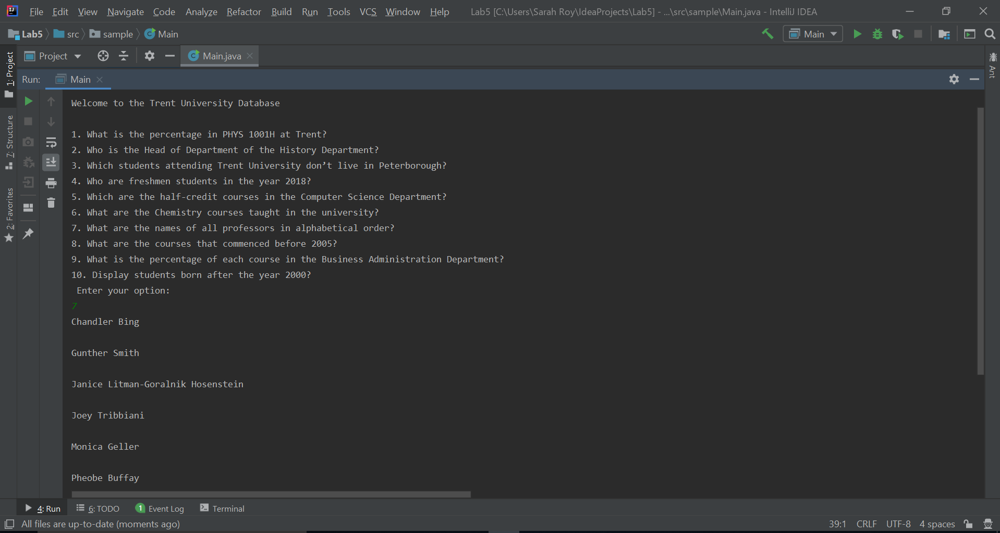 File Edit View Navigate Code Analyze Refactor Build Run Tools VCS Window Help Lab5 [C:\Users\Sarah Roy\IdeaProjects\Lab5] - ...\src\sample\Main.java - IntelliJ IDEA
Lab5 src sample Main Main
Project Main.java
1: Project
7: Structure
2: Favorites
Ant
Run: Main
Welcome to the Trent University Database
1. What is the percentage in PHYS 1001H at Trent?
2. Who is the Head of Department of the History Department?
3. Which students attending Trent University don’t live in Peterborough?
4. Who are freshmen students in the year 2018?
5. Which are the half-credit courses in the Computer Science Department?
6. What are the Chemistry courses taught in the university?
7. What are the names of all professors in alphabetical order?
8. What are the courses that commenced before 2005?
9. What is the percentage of each course in the Business Administration Department?
10. Display students born after the year 2000?
Enter your option:
7
Chandler Bing
Gunther Smith
Janice Litman-Goralnik Hosenstein
Joey Tribbiani
Monica Geller
Pheobe Buffay
4: Run 6: TODO 1 Event Log Terminal
All files are up-to-date (moments ago) 39:1 CRLF UTF-8 4 spaces